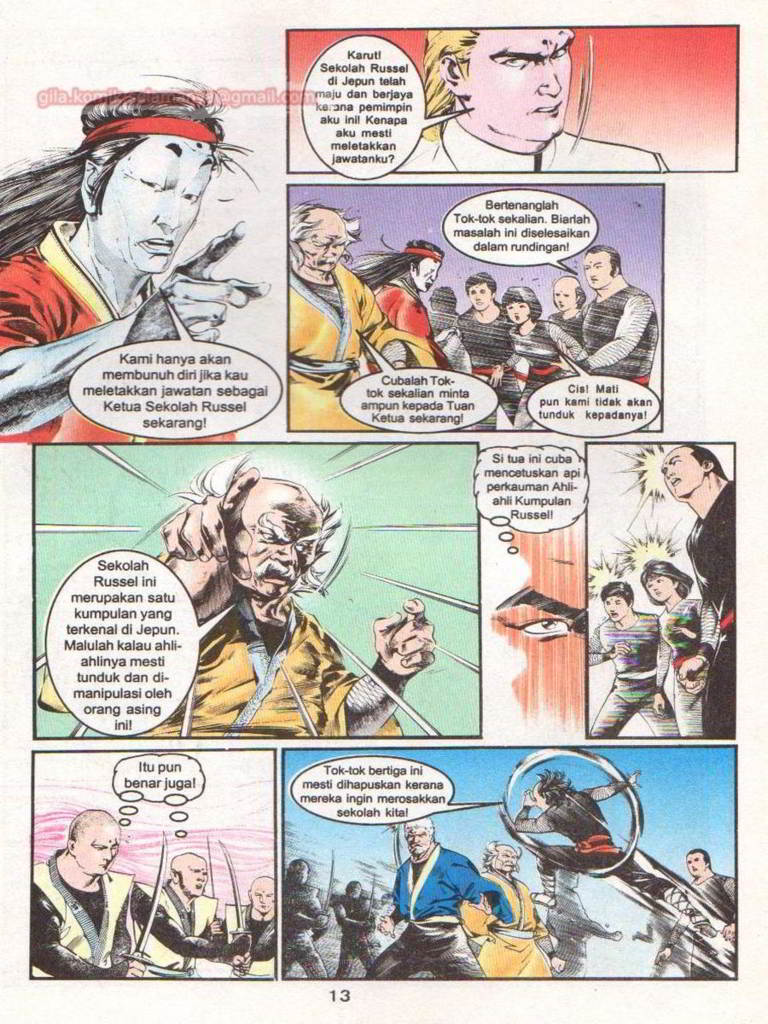 Karut!
Sekolah Russel
di Jepun telah
maju dan berjaya
kerana pemimpin
aku ini! Kenapa
aku mesti
meletakkan
jawatanku?
Kami hanya akan
membunuh diri jika kau
meletakkan jawatan sebagai
Ketua Sekolah Russel
sekarang!
Bertenanglah
Tok-tok sekalian. Biarlah
masalah ini diselesaikan
dalam rundingan!
Cubalah Tok-
tok sekalian minta
ampun kepada Tuan
Ketua sekarang!
Cis! Mati
pun kami tidak akan
tunduk kepadanya!
Sekolah
Russel ini
merupakan satu
kumpulan yang
terkenal di Jepun.
Malulah kalau ahli-
ahlinya mesti
tunduk dan di-
manipulasi oleh
orang asing
ini!
Si tua ini cuba
mencetuskan api
perkauman Ahli-
ahli Kumpulan
Russel!
Itu pun
benar juga!
Tok-tok bertiga ini
mesti dihapuskan kerana
mereka ingin merosakkan
sekolah kita!
13